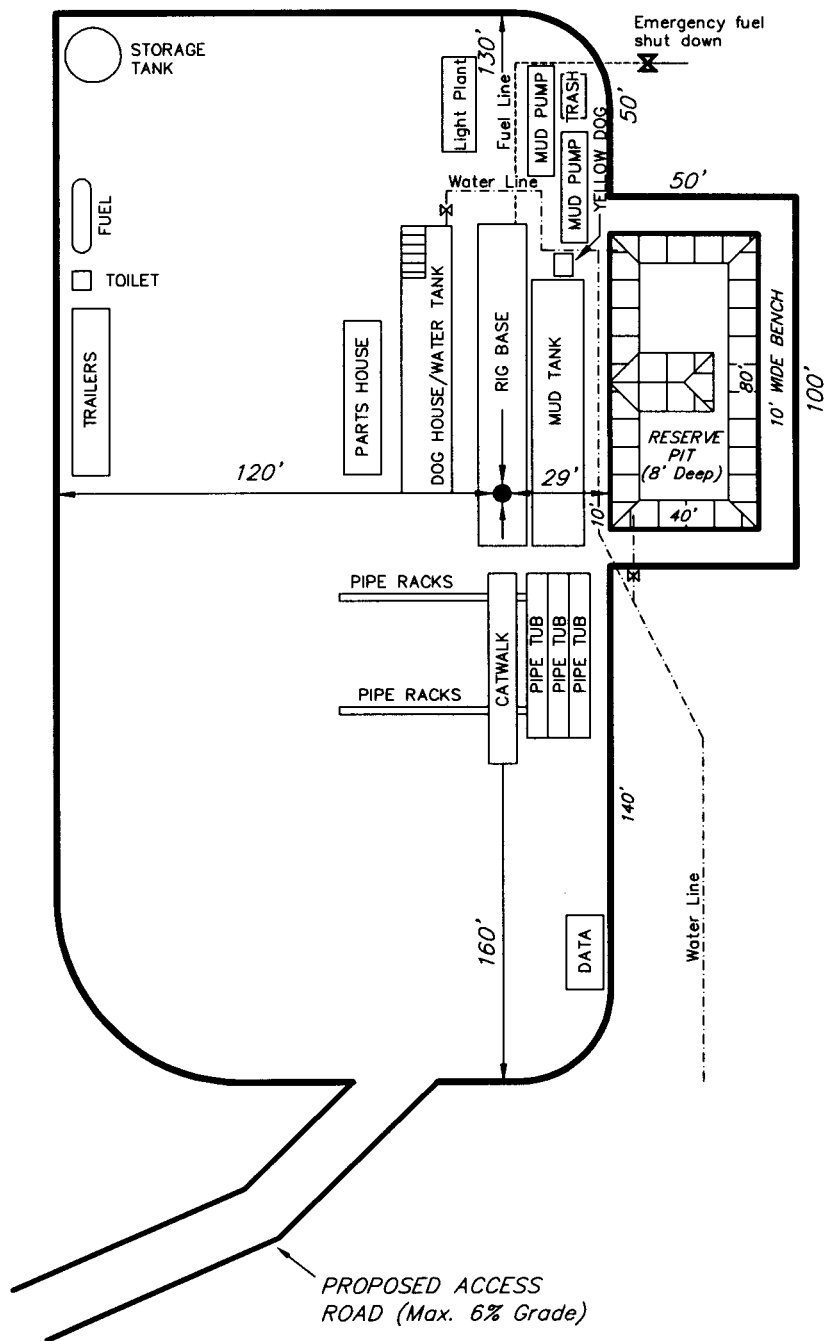 Emergency fuel
shut down
STORAGE
TANK
130'
Light Plant
Fuel Line
MUD PUMP
TRASH
50'
MUD PUMP
YELLOW DOG
Water Line
50'
FUEL
TOILET
TRAILERS
PARTS HOUSE
DOG HOUSE/WATER TANK
RIG BASE
MUD TANK
80'
10' WIDE BENCH
100'
RESERVE
PIT
(8' Deep)
120'
29'
10'
40'
PIPE RACKS
CATWALK
PIPE TUB
PIPE TUB
PIPE TUB
PIPE RACKS
140'
160'
DATA
Water Line
PROPOSED ACCESS
ROAD (Max. 6% Grade)